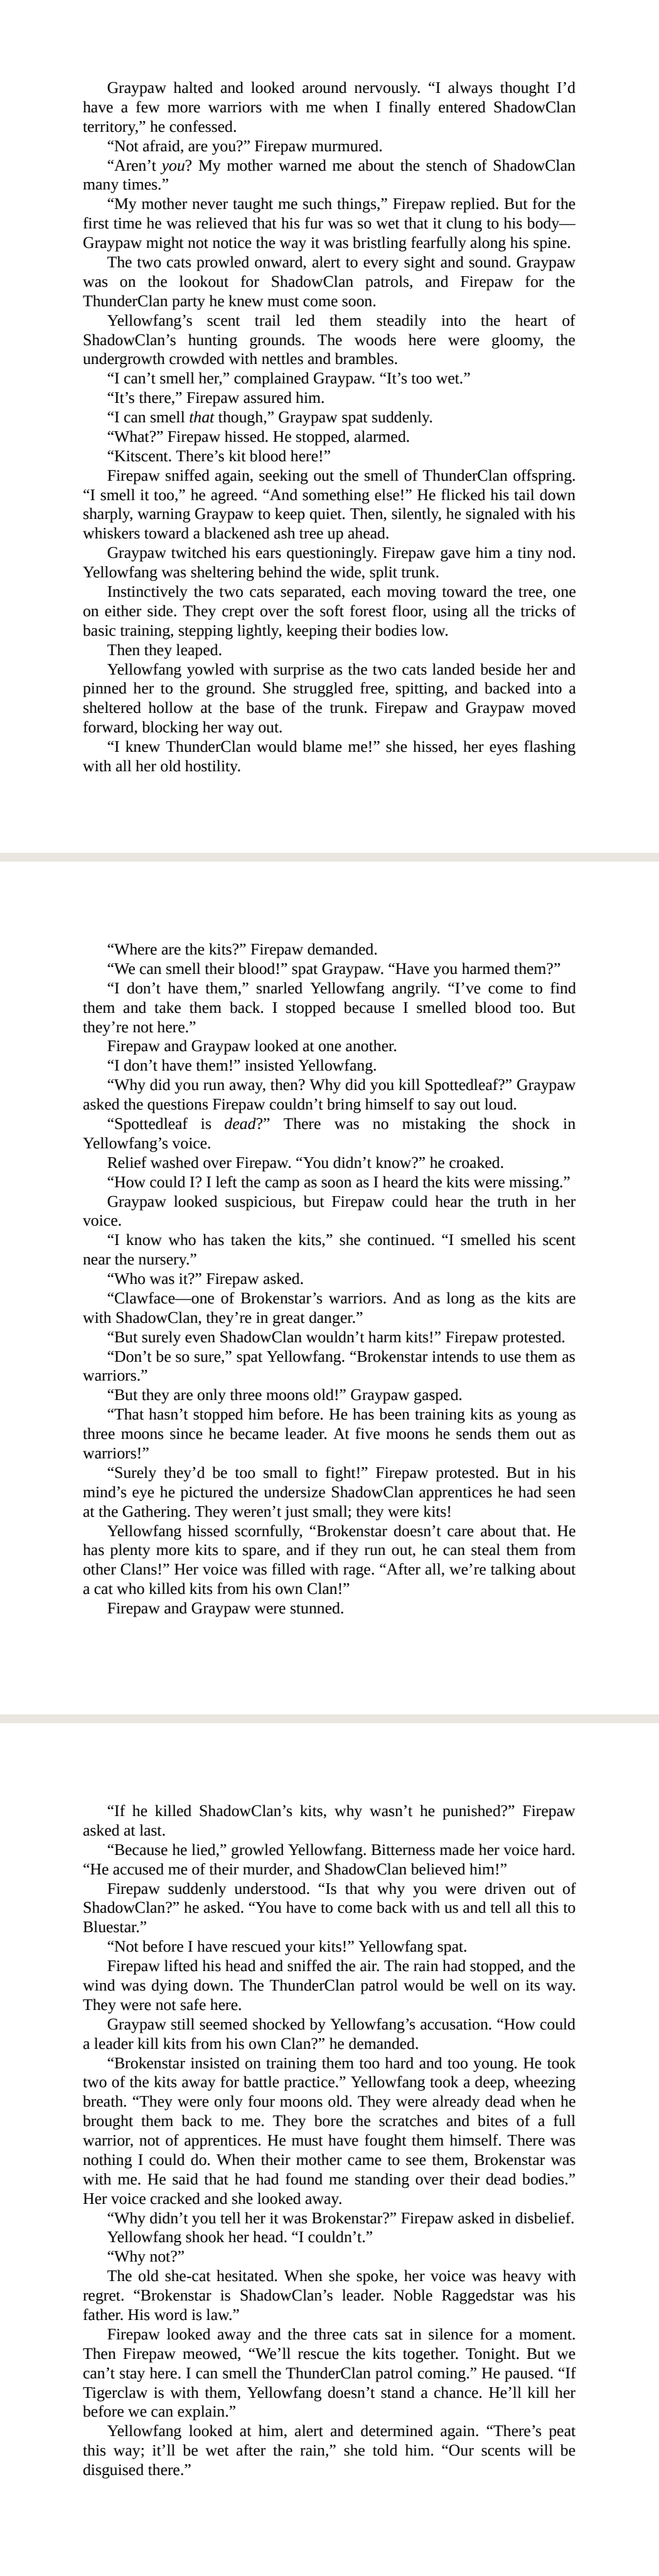 Graypaw halted and looked around nervously. “I always thought I’d
have a few more warriors with me when I finally entered ShadowClan
territory,” he confessed.
“Not afraid, are you?” Firepaw murmured.
“Aren’t you? My mother warned me about the stench of ShadowClan
many times.”
“My mother never taught me such things,” Firepaw replied. But for the
first time he was relieved that his fur was so wet that it clung to his body—
Graypaw might not notice the way it was bristling fearfully along his spine.
The two cats prowled onward, alert to every sight and sound. Graypaw
was on the lookout for ShadowClan patrols, and Firepaw for the
ThunderClan party he knew must come soon.
Yellowfang’s scent trail led them steadily into the heart of
ShadowClan’s hunting grounds. The woods here were gloomy, the
undergrowth crowded with nettles and brambles.
“I can’t smell her,” complained Graypaw. “It’s too wet.”
“It’s there,” Firepaw assured him.
“I can smell that though,” Graypaw spat suddenly.
“What?” Firepaw hissed. He stopped, alarmed.
“Kitscent. There’s kit blood here!”
Firepaw sniffed again, seeking out the smell of ThunderClan offspring.
“I smell it too,” he agreed. “And something else!” He flicked his tail down
sharply, warning Graypaw to keep quiet. Then, silently, he signaled with his
whiskers toward a blackened ash tree up ahead.
Graypaw twitched his ears questioningly. Firepaw gave him a tiny nod.
Yellowfang was sheltering behind the wide, split trunk.
Instinctively the two cats separated, each moving toward the tree, one
on either side. They crept over the soft forest floor, using all the tricks of
basic training, stepping lightly, keeping their bodies low.
Then they leaped.
Yellowfang yowled with surprise as the two cats landed beside her and
pinned her to the ground. She struggled free, spitting, and backed into a
sheltered hollow at the base of the trunk. Firepaw and Graypaw moved
forward, blocking her way out.
“I knew ThunderClan would blame me!” she hissed, her eyes flashing
with all her old hostility.
“Where are the kits?” Firepaw demanded.
“We can smell their blood!” spat Graypaw. “Have you harmed them?”
“I don’t have them,” snarled Yellowfang angrily. “I’ve come to find
them and take them back. I stopped because I smelled blood too. But
they’re not here.”
Firepaw and Graypaw looked at one another.
“I don’t have them!” insisted Yellowfang.
“Why did you run away, then? Why did you kill Spottedleaf?” Graypaw
asked the questions Firepaw couldn’t bring himself to say out loud.
“Spottedleaf is dead?” There was no mistaking the shock in
Yellowfang’s voice.
Relief washed over Firepaw. “You didn’t know?” he croaked.
“How could I? I left the camp as soon as I heard the kits were missing.”
Graypaw looked suspicious, but Firepaw could hear the truth in her
voice.
“I know who has taken the kits,” she continued. “I smelled his scent
near the nursery.”
“Who was it?” Firepaw asked.
“Clawface—one of Brokenstar’s warriors. And as long as the kits are
with ShadowClan, they’re in great danger.”
“But surely even ShadowClan wouldn’t harm kits!” Firepaw protested.
“Don’t be so sure,” spat Yellowfang. “Brokenstar intends to use them as
warriors.”
“But they are only three moons old!” Graypaw gasped.
“That hasn’t stopped him before. He has been training kits as young as
three moons since he became leader. At five moons he sends them out as
warriors!”
“Surely they’d be too small to fight!” Firepaw protested. But in his
mind’s eye he pictured the undersize ShadowClan apprentices he had seen
at the Gathering. They weren’t just small; they were kits!
Yellowfang hissed scornfully, “Brokenstar doesn’t care about that. He
has plenty more kits to spare, and if they run out, he can steal them from
other Clans!” Her voice was filled with rage. “After all, we’re talking about
a cat who killed kits from his own Clan!”
Firepaw and Graypaw were stunned.
“If he killed ShadowClan’s kits, why wasn’t he punished?” Firepaw
asked at last.
“Because he lied,” growled Yellowfang. Bitterness made her voice hard.
“He accused me of their murder, and ShadowClan believed him!”
Firepaw suddenly understood. “Is that why you were driven out of
ShadowClan?” he asked. “You have to come back with us and tell all this to
Bluestar.”
“Not before I have rescued your kits!” Yellowfang spat.
Firepaw lifted his head and sniffed the air. The rain had stopped, and the
wind was dying down. The ThunderClan patrol would be well on its way.
They were not safe here.
Graypaw still seemed shocked by Yellowfang’s accusation. “How could
a leader kill kits from his own Clan?” he demanded.
“Brokenstar insisted on training them too hard and too young. He took
two of the kits away for battle practice.” Yellowfang took a deep, wheezing
breath. “They were only four moons old. They were already dead when he
brought them back to me. They bore the scratches and bites of a full
warrior, not of apprentices. He must have fought them himself. There was
nothing I could do. When their mother came to see them, Brokenstar was
with me. He said that he had found me standing over their dead bodies.”
Her voice cracked and she looked away.
“Why didn’t you tell her it was Brokenstar?” Firepaw asked in disbelief.
Yellowfang shook her head. “I couldn’t.”
“Why not?”
The old she-cat hesitated. When she spoke, her voice was heavy with
regret. “Brokenstar is ShadowClan’s leader. Noble Raggedstar was his
father. His word is law.”
Firepaw looked away and the three cats sat in silence for a moment.
Then Firepaw meowed, “We’ll rescue the kits together. Tonight. But we
can’t stay here. I can smell the ThunderClan patrol coming.” He paused. “If
Tigerclaw is with them, Yellowfang doesn’t stand a chance. He’ll kill her
before we can explain.”
Yellowfang looked at him, alert and determined again. “There’s peat
this way; it’ll be wet after the rain,” she told him. “Our scents will be
disguised there.”